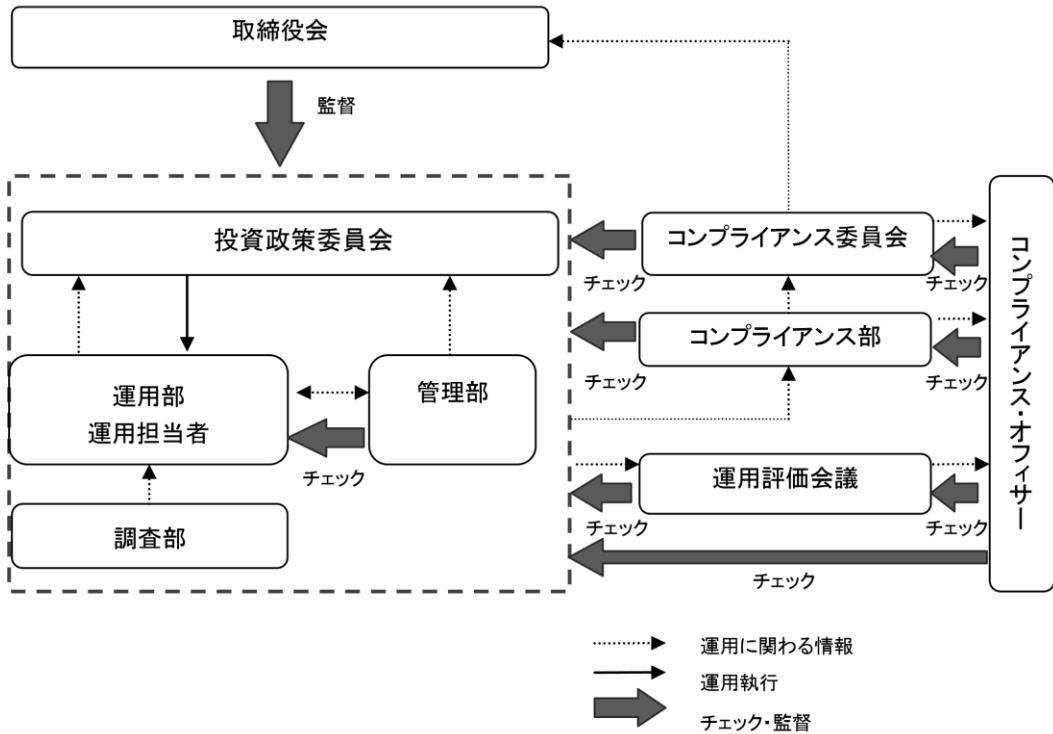 取締役会
監督
投資政策委員会
コンプライアンス委員会
チェック
チェック
コンプライアンス部
チェック
チェック
運用部
運用担当者
管理部
チェック
運用評価会議
チェック
チェック
調査部
チェック
コンプライアンス・オフィサー
運用に関わる情報
運用執行
チェック・監督